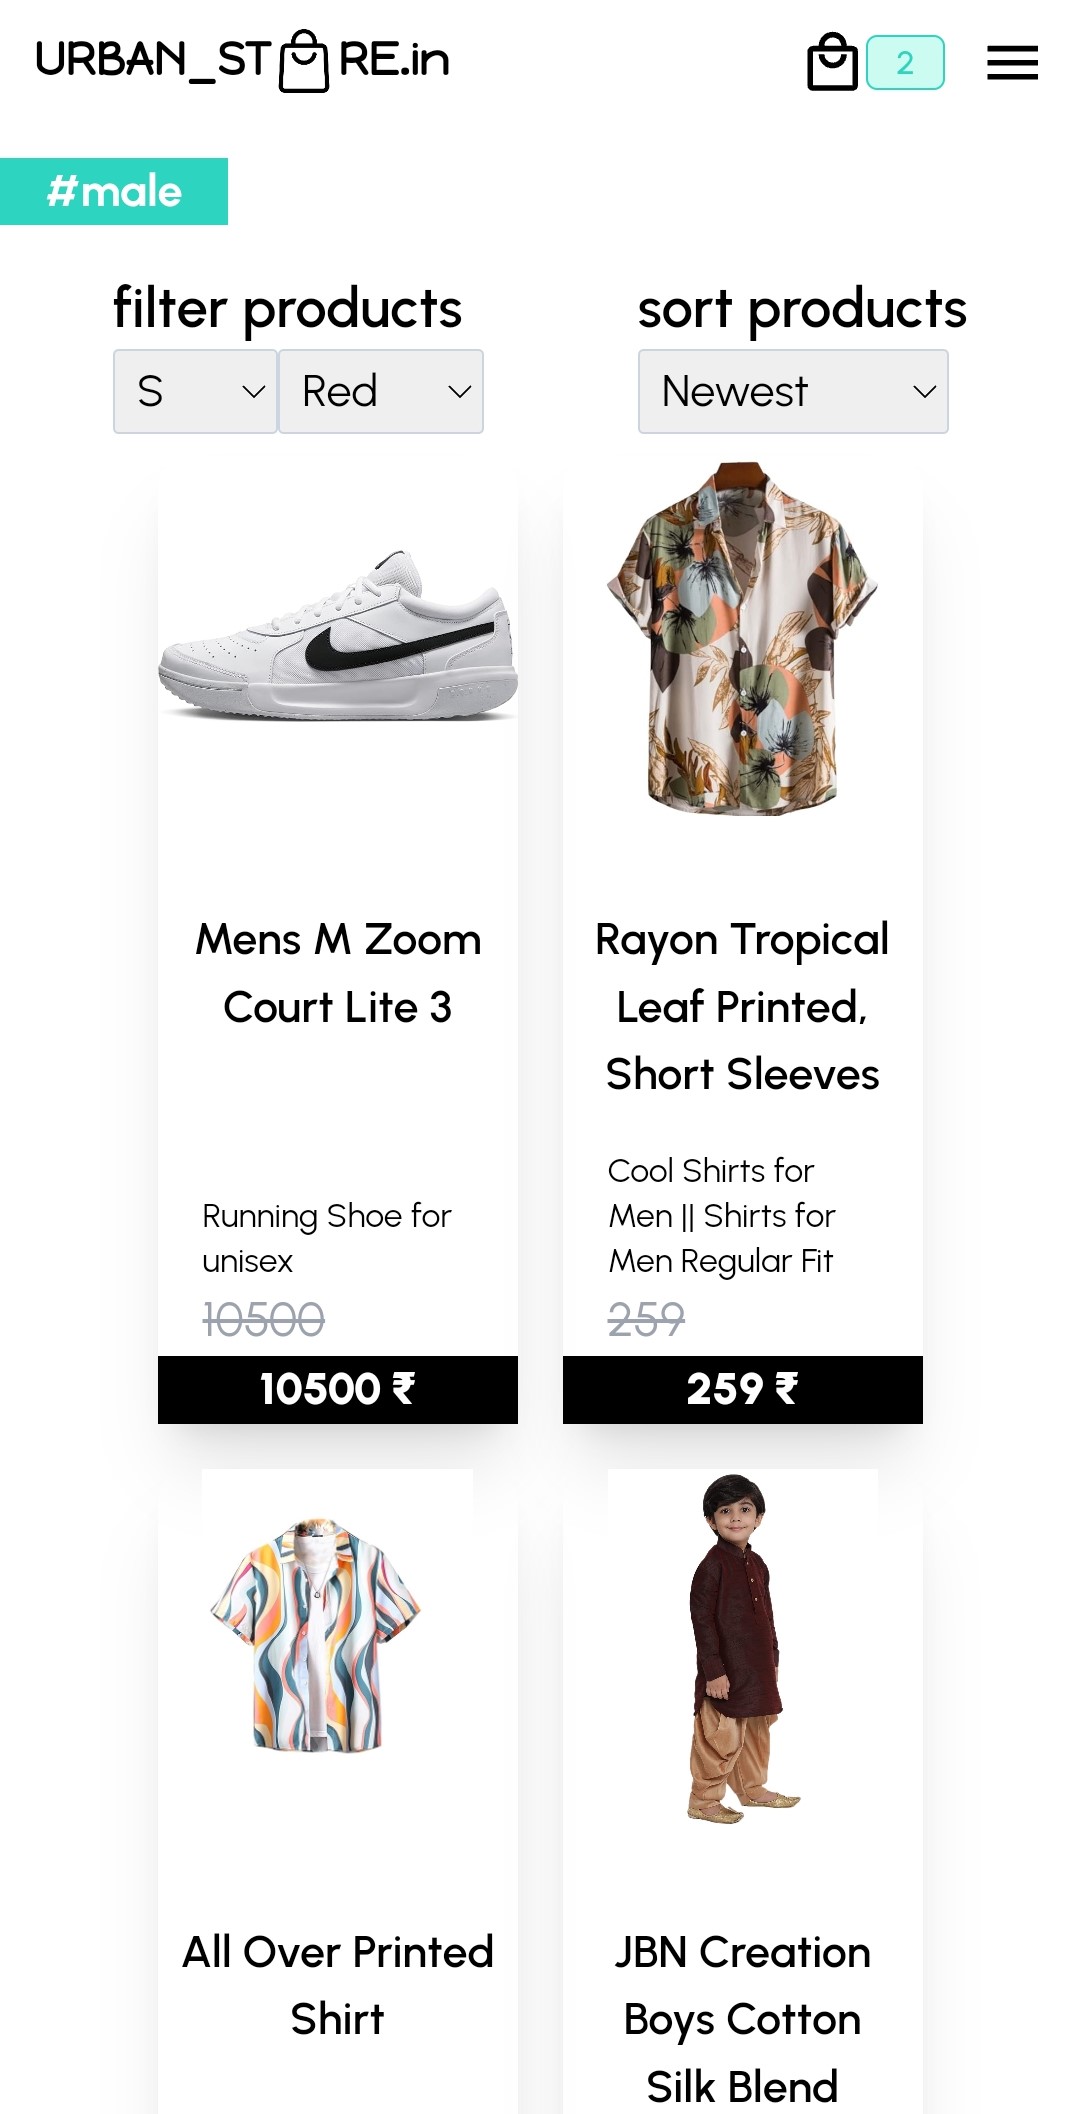 URBAN_ST RE.in
2
#male
filter products
sort products
S
Red
Newest
Mens M Zoom
Court Lite 3
Running Shoe for
unisex
10500
10500 ₹
Rayon Tropical
Leaf Printed,
Short Sleeves
Cool Shirts for
Men || Shirts for
Men Regular Fit
259
259 ₹
All Over Printed
Shirt
JBN Creation
Boys Cotton
Silk Blend